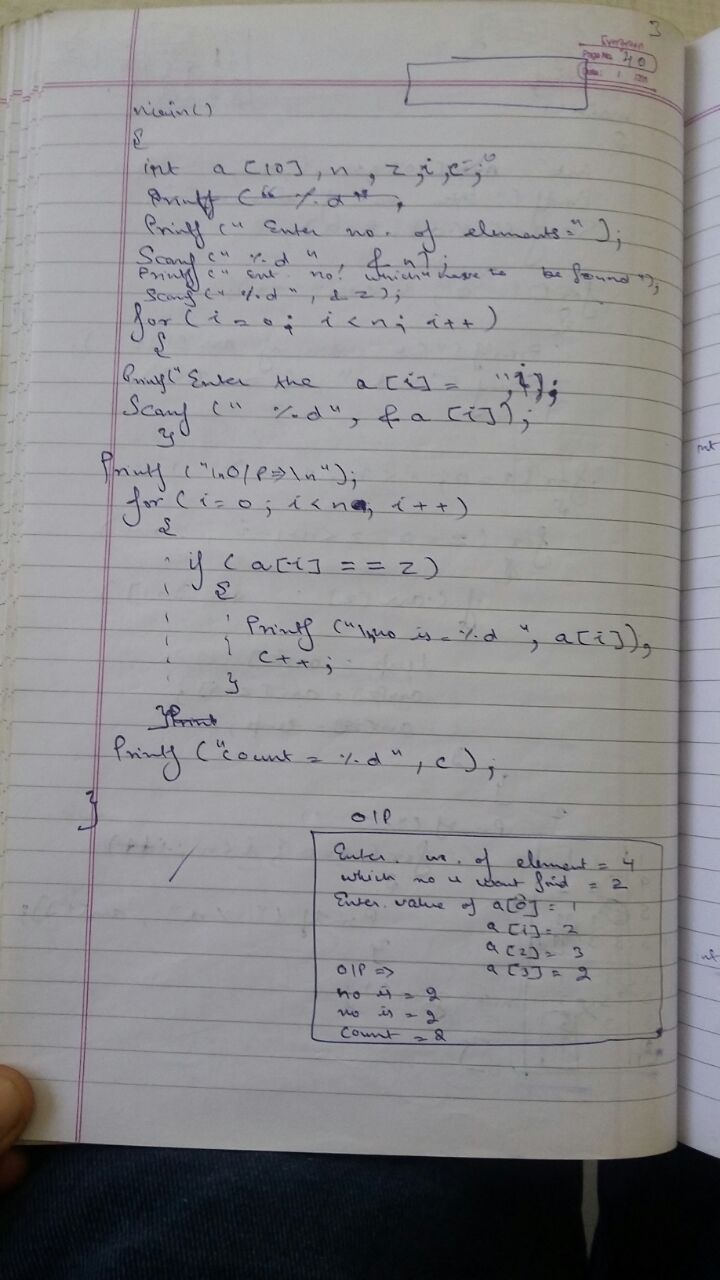 3
Evergreen
Page No. 40
Date: / 200
main()
{
int a[10], n, z, i, c=0;
Printf ("%d",
Printf (" Enter no. of elements=" );
Scanf (" %d ", &n);
Printf (" Ent. no. which have to be found");
Scanf (" %d", & z);
for ( i = 0; i < n; i++ )
{
Printf("Enter the a[i] = ",i);
Scanf (" %d", & a [i]);
}
Printf ("\nO/P=>\n");
for ( i = 0 ; i < n ; i ++)
{
if ( a[i] == z )
{
Printf ("\nno is = %d ", a[i]),
c++;
}
}Print
Printf ("count = %d", c );
}
O/P
Enter no. of element = 4
which no u want find = 2
Enter value of a[0] = 1
a[1] = 2
a[2] = 3
O/P => a[3] = 2
no is = 2
no is = 2
Count = 2